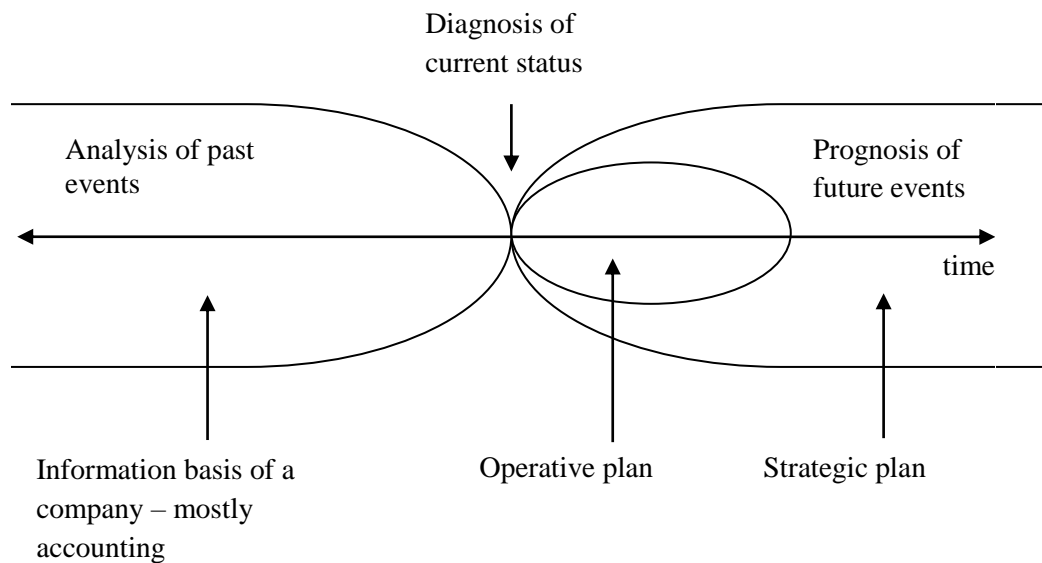 Diagnosis of
current status
Analysis of past
events
Prognosis of
future events
time
Information basis of a
company – mostly
accounting
Operative plan
Strategic plan